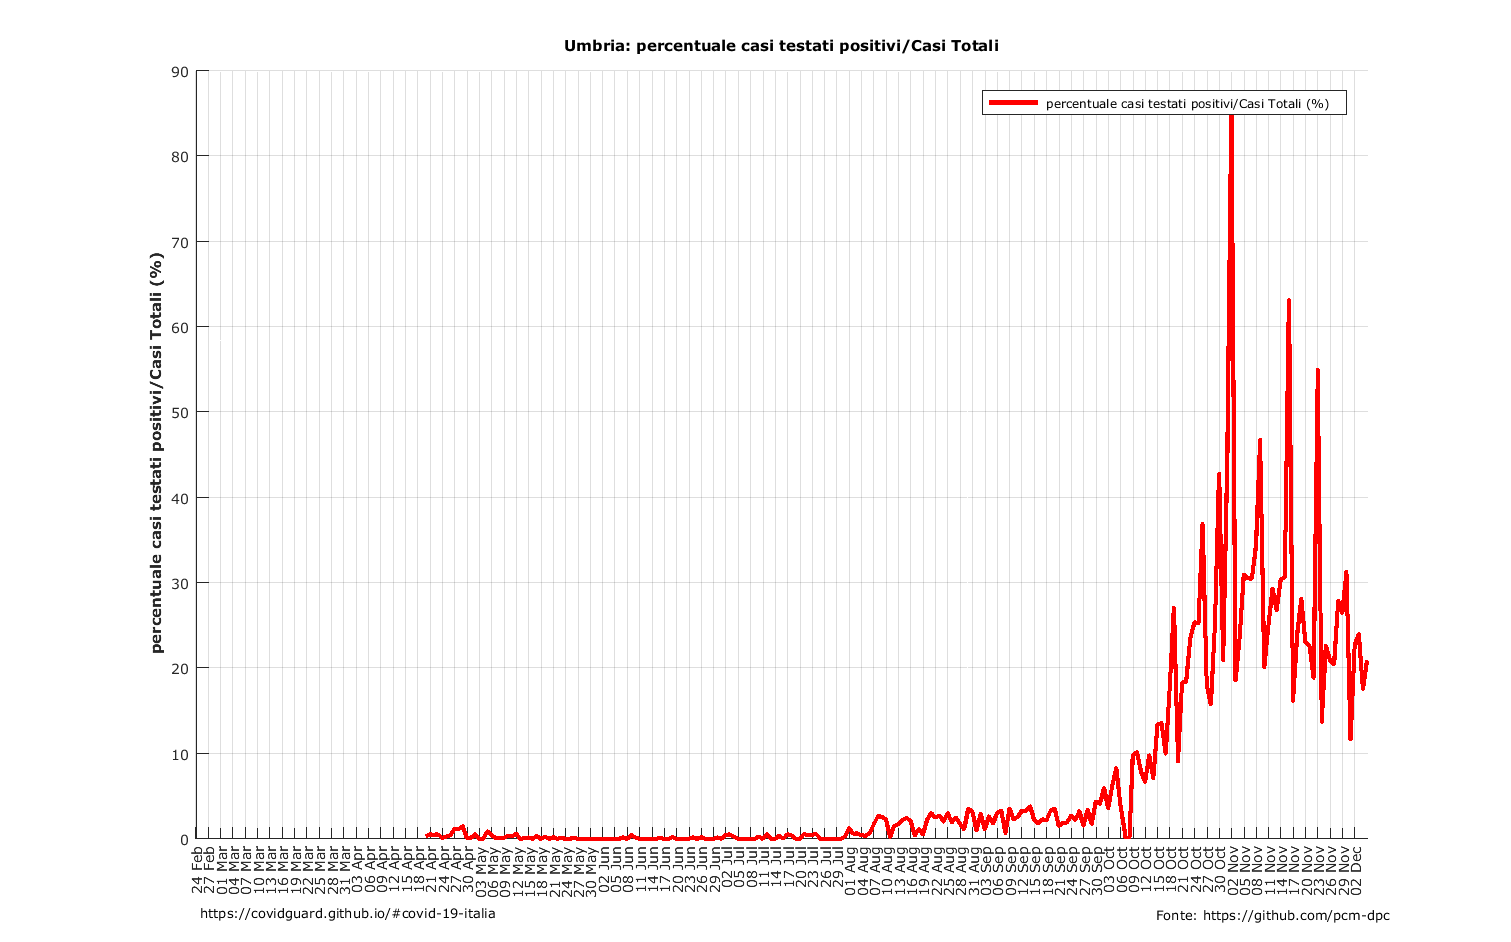 Umbria: percentuale casi testati positivi/Casi Totali
percentuale casi testati positivi/Casi Totali (%)
percentuale casi testati positivi/Casi Totali (%)
90
80
70
60
50
40
30
20
10
0
24 Feb
27 Feb
01 Mar
04 Mar
07 Mar
10 Mar
13 Mar
16 Mar
19 Mar
22 Mar
25 Mar
28 Mar
31 Mar
03 Apr
06 Apr
09 Apr
12 Apr
15 Apr
18 Apr
21 Apr
24 Apr
27 Apr
30 Apr
03 May
06 May
09 May
12 May
15 May
18 May
21 May
24 May
27 May
30 May
02 Jun
05 Jun
08 Jun
11 Jun
14 Jun
17 Jun
20 Jun
23 Jun
26 Jun
29 Jun
02 Jul
05 Jul
08 Jul
11 Jul
14 Jul
17 Jul
20 Jul
23 Jul
26 Jul
29 Jul
01 Aug
04 Aug
07 Aug
10 Aug
13 Aug
16 Aug
19 Aug
22 Aug
25 Aug
28 Aug
31 Aug
03 Sep
06 Sep
09 Sep
12 Sep
15 Sep
18 Sep
21 Sep
24 Sep
27 Sep
30 Sep
03 Oct
06 Oct
09 Oct
12 Oct
15 Oct
18 Oct
21 Oct
24 Oct
27 Oct
30 Oct
02 Nov
05 Nov
08 Nov
11 Nov
14 Nov
17 Nov
20 Nov
23 Nov
26 Nov
29 Nov
02 Dec
https://covidguard.github.io/#covid-19-italia
Fonte: https://github.com/pcm-dpc